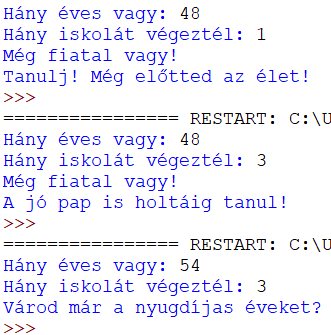 Hány éves vagy: 48
Hány iskolát végeztél: 1
Még fiatal vagy!
Tanulj! Még előtted az élet!
>>>
================ RESTART: C:\U
Hány éves vagy: 48
Hány iskolát végeztél: 3
Még fiatal vagy!
A jó pap is holtáig tanul!
>>>
================ RESTART: C:\U
Hány éves vagy: 54
Hány iskolát végeztél: 3
Várod már a nyugdíjas éveket?
>>>